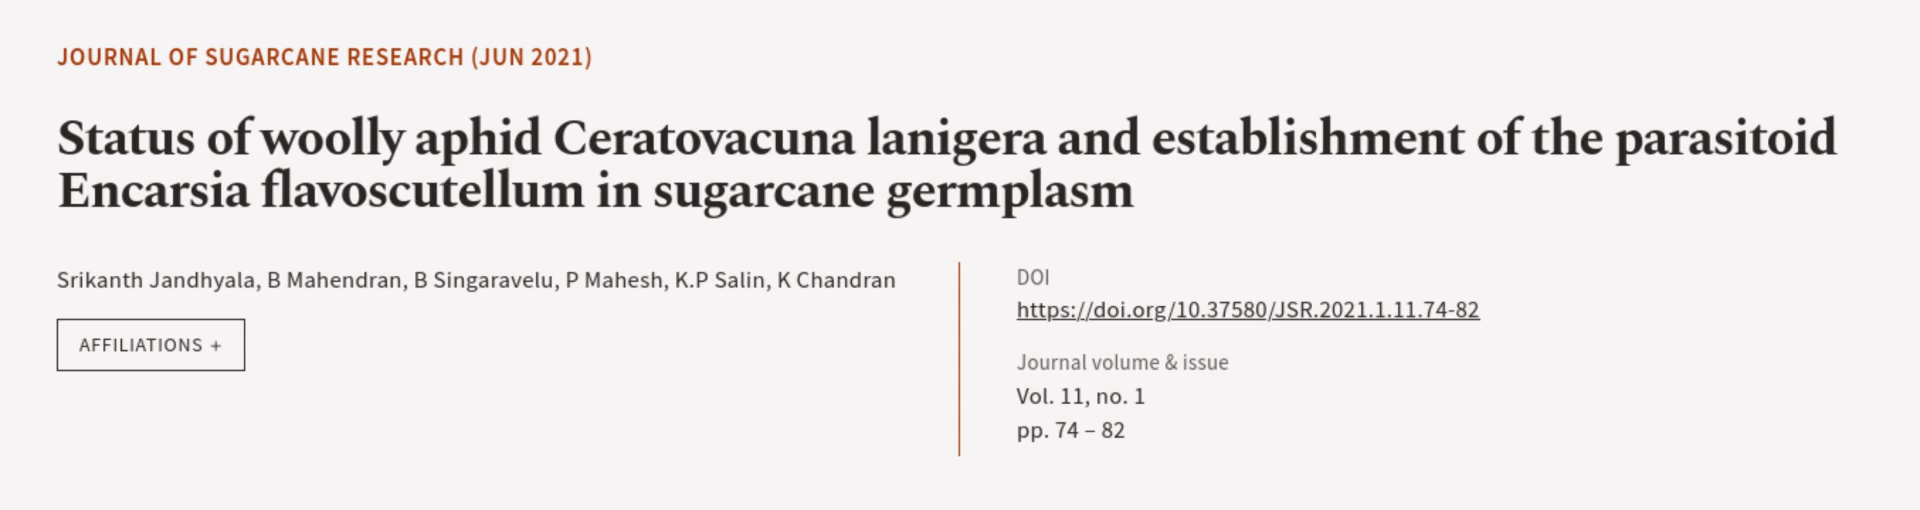 JOURNAL OF SUGARCANE RESEARCH (JUN 2021)
Status of woolly aphid Ceratovacuna lanigera and establishment of the parasitoid
Encarsia flavoscutellum in sugarcane germplasm
Srikanth Jandhyala, B Mahendran, B Singaravelu, P Mahesh, K.P Salin, K Chandran
AFFILIATIONS +
DOI
https://doi.org/10.37580/JSR.2021.1.11.74-82
Journal volume & issue
Vol. 11, no. 1
pp. 74 – 82